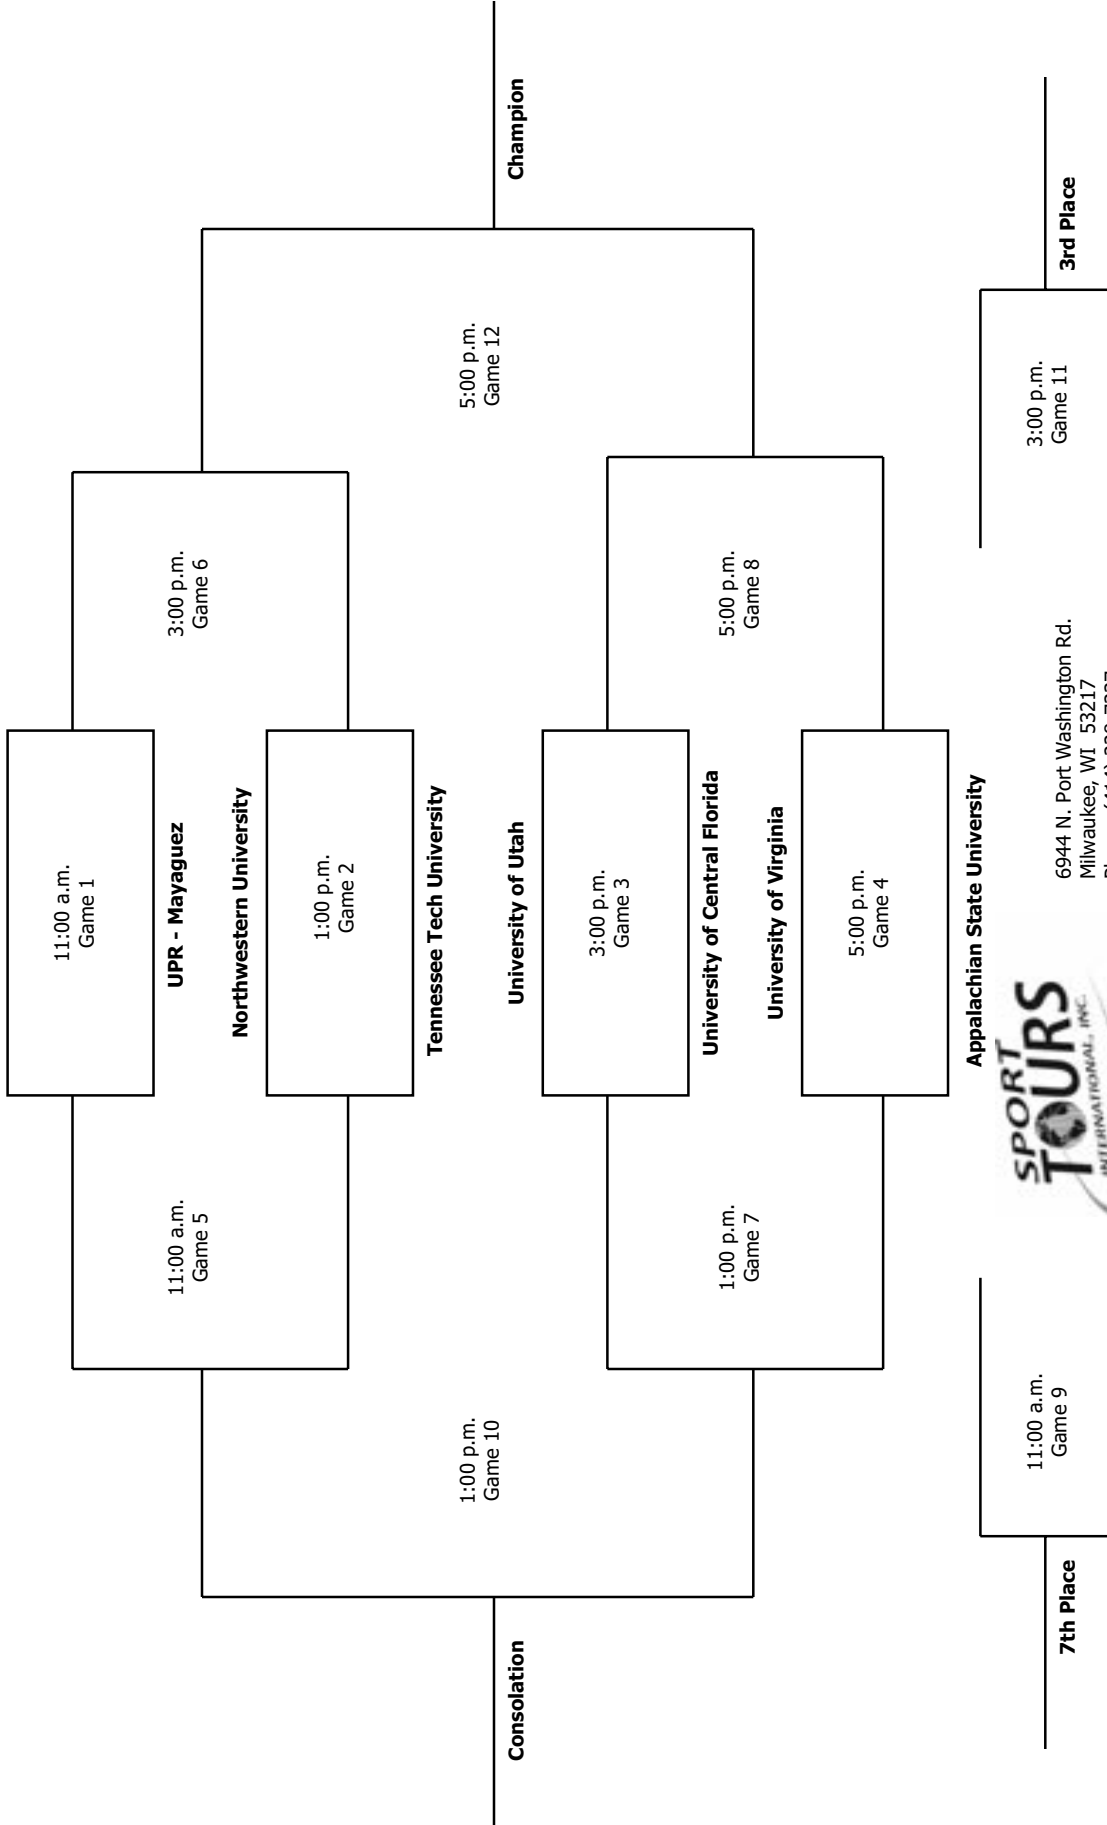 11:00 a.m.
Game 1
UPR - Mayaguez
11:00 a.m.
Game 5
3:00 p.m.
Game 6
Northwestern University
1:00 p.m.
Game 2
Tennessee Tech University
1:00 p.m.
Game 10
5:00 p.m.
Game 12
Consolation
University of Utah
Champion
3:00 p.m.
Game 3
University of Central Florida
1:00 p.m.
Game 7
5:00 p.m.
Game 8
University of Virginia
5:00 p.m.
Game 4
Appalachian State University
11:00 a.m.
Game 9
3:00 p.m.
Game 11
7th Place
3rd Place
SPORT
TOURS
INTERNATIONAL, INC.
6944 N. Port Washington Rd.
Milwaukee, WI 53217